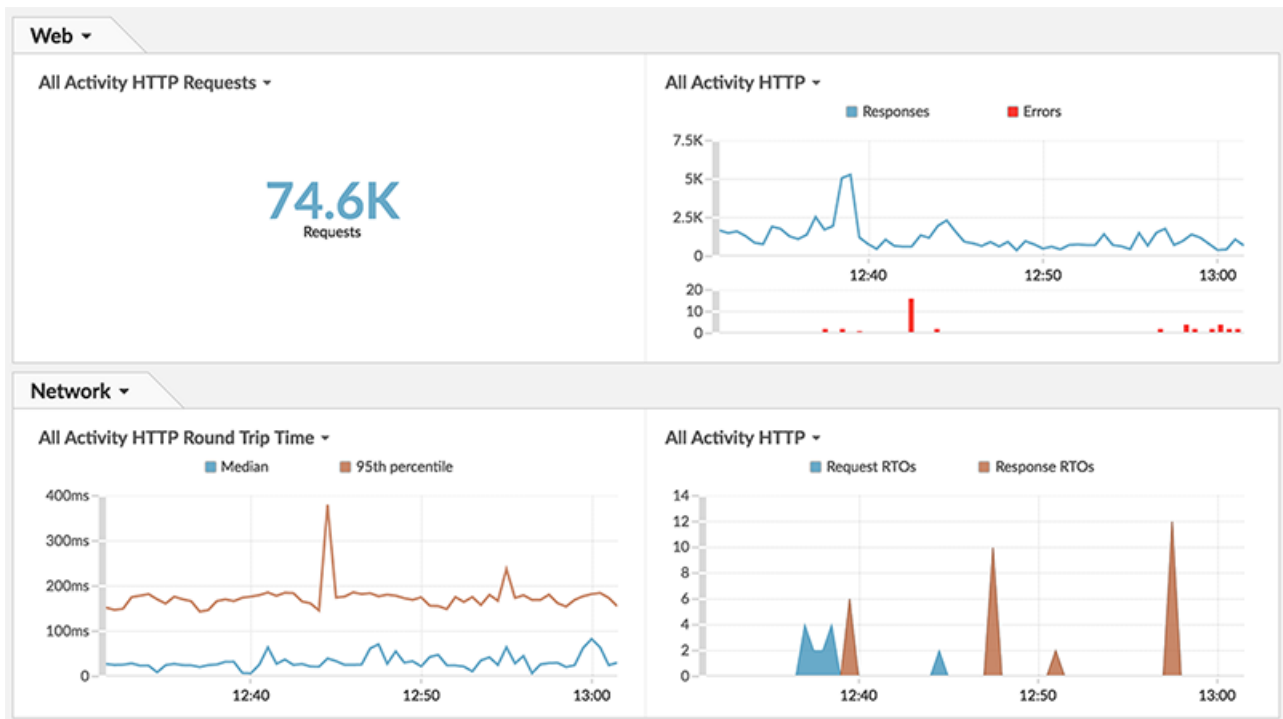 Web
All Activity HTTP Requests
74.6K
Requests
All Activity HTTP
Responses Errors
7.5K
5K
2.5K
0
12:40 12:50 13:00
20
10
0
Network
All Activity HTTP Round Trip Time
Median 95th percentile
400ms
300ms
200ms
100ms
0
12:40 12:50 13:00
All Activity HTTP
Request RTOs Response RTOs
14
12
10
8
6
4
2
0
12:40 12:50 13:00